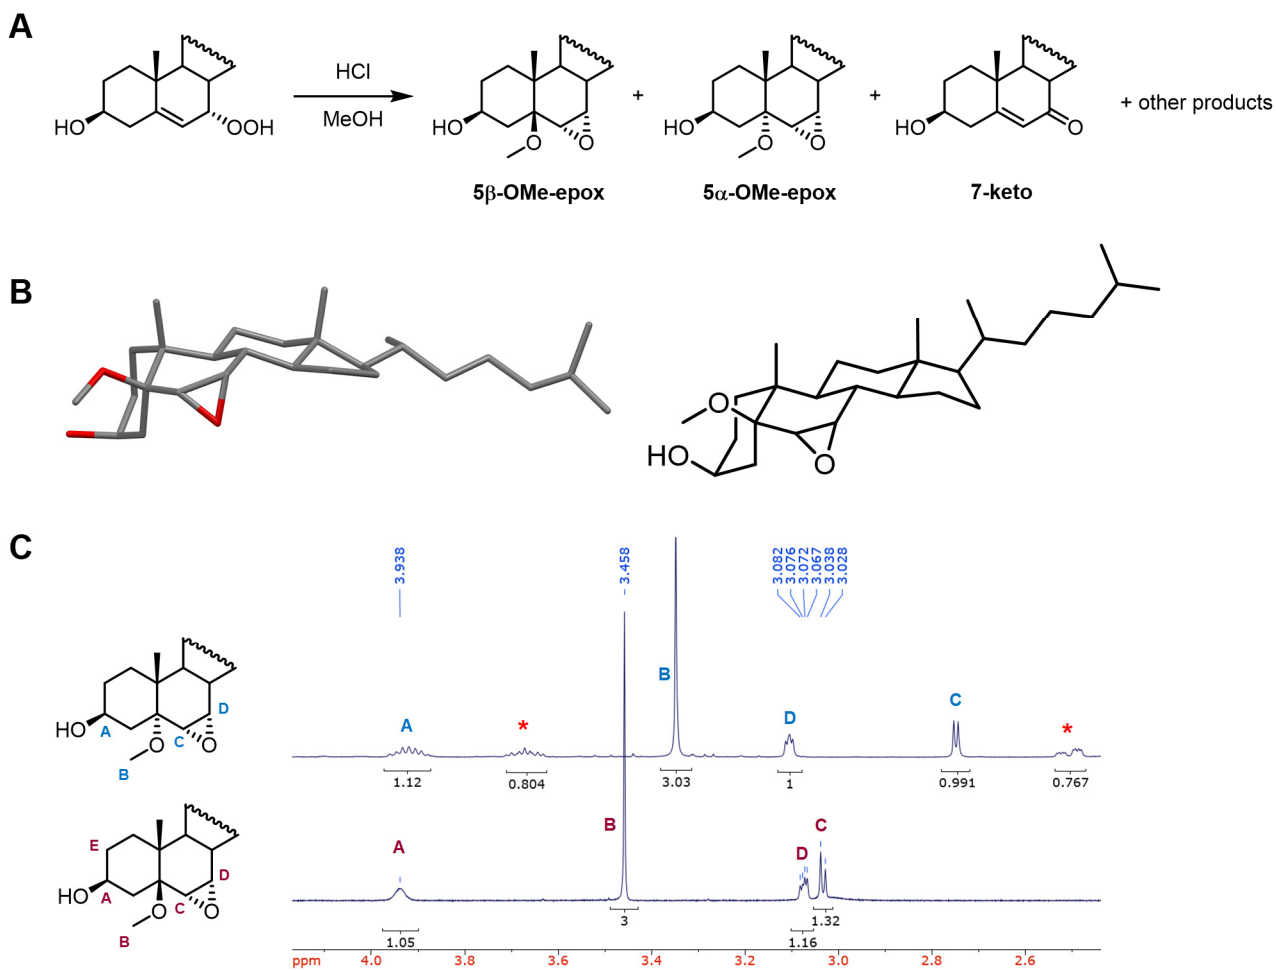 A
HCl
MeOH
HO
OOH
HO
O
O
+
HO
O
O
+
HO
O
+ other products
5β-OMe-epox
5α-OMe-epox
7-keto
B
O
HO
O
C
3.938
3.458
3.082
3.076
3.072
3.067
3.038
3.028
HO
A
O
B
C
O
D
A
*
B
D
C
*
1.12
0.804
3.03
1
0.991
0.767
E
HO
A
O
B
C
O
D
A
B
D
C
1.05
3
1.16
1.32
ppm
4.0
3.8
3.6
3.4
3.2
3.0
2.8
2.6